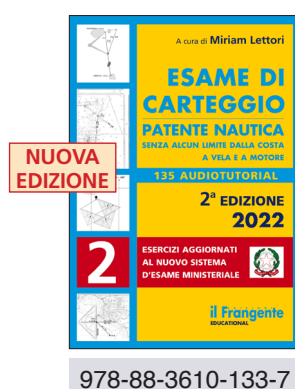 A cura di Miriam Lettori
ESAME DI
CARTEGGIO
PATENTE NAUTICA
SENZA ALCUN LIMITE DALLA COSTA
A VELA E A MOTORE
135 AUDIOTUTORIAL
NUOVA
EDIZIONE
2ª EDIZIONE
2022
2
ESERCIZI AGGIORNATI
AL NUOVO SISTEMA
D'ESAME MINISTERIALE
il Frangente
EDUCATIONAL
978-88-3610-133-7